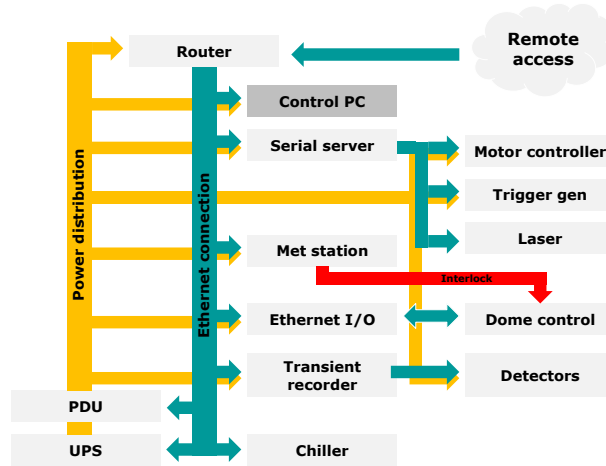 Remote
access
Router
Control PC
Serial server
Motor controller
Trigger gen
Laser
Met station
Interlock
Ethernet I/O
Dome control
Transient
recorder
Detectors
PDU
UPS
Chiller
Power distribution
Ethernet connection